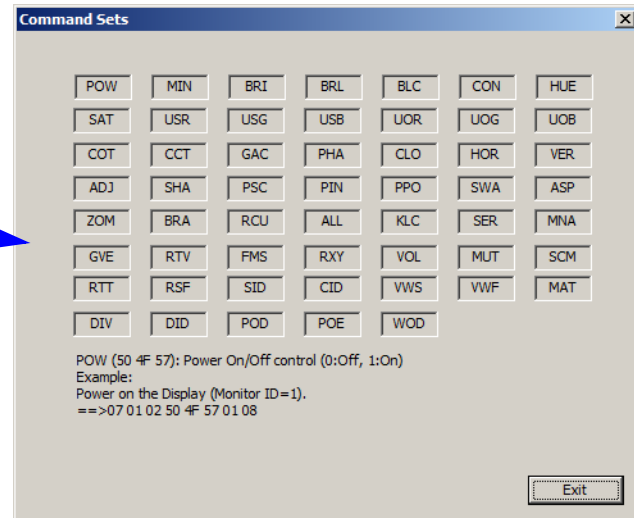 Command Sets
POW MIN BRI BRL BLC CON HUE
SAT USR USG USB UOR UOG UOB
COT CCT GAC PHA CLO HOR VER
ADJ SHA PSC PIN PPO SWA ASP
ZOM BRA RCU ALL KLC SER MNA
GVE RTV FMS RXY VOL MUT SCM
RTT RSF SID CID VWS VWF MAT
DIV DID POD POE WOD
POW (50 4F 57): Power On/Off control (0:Off, 1:On)
Example:
Power on the Display (Monitor ID=1).
==>07 01 02 50 4F 57 01 08
Exit